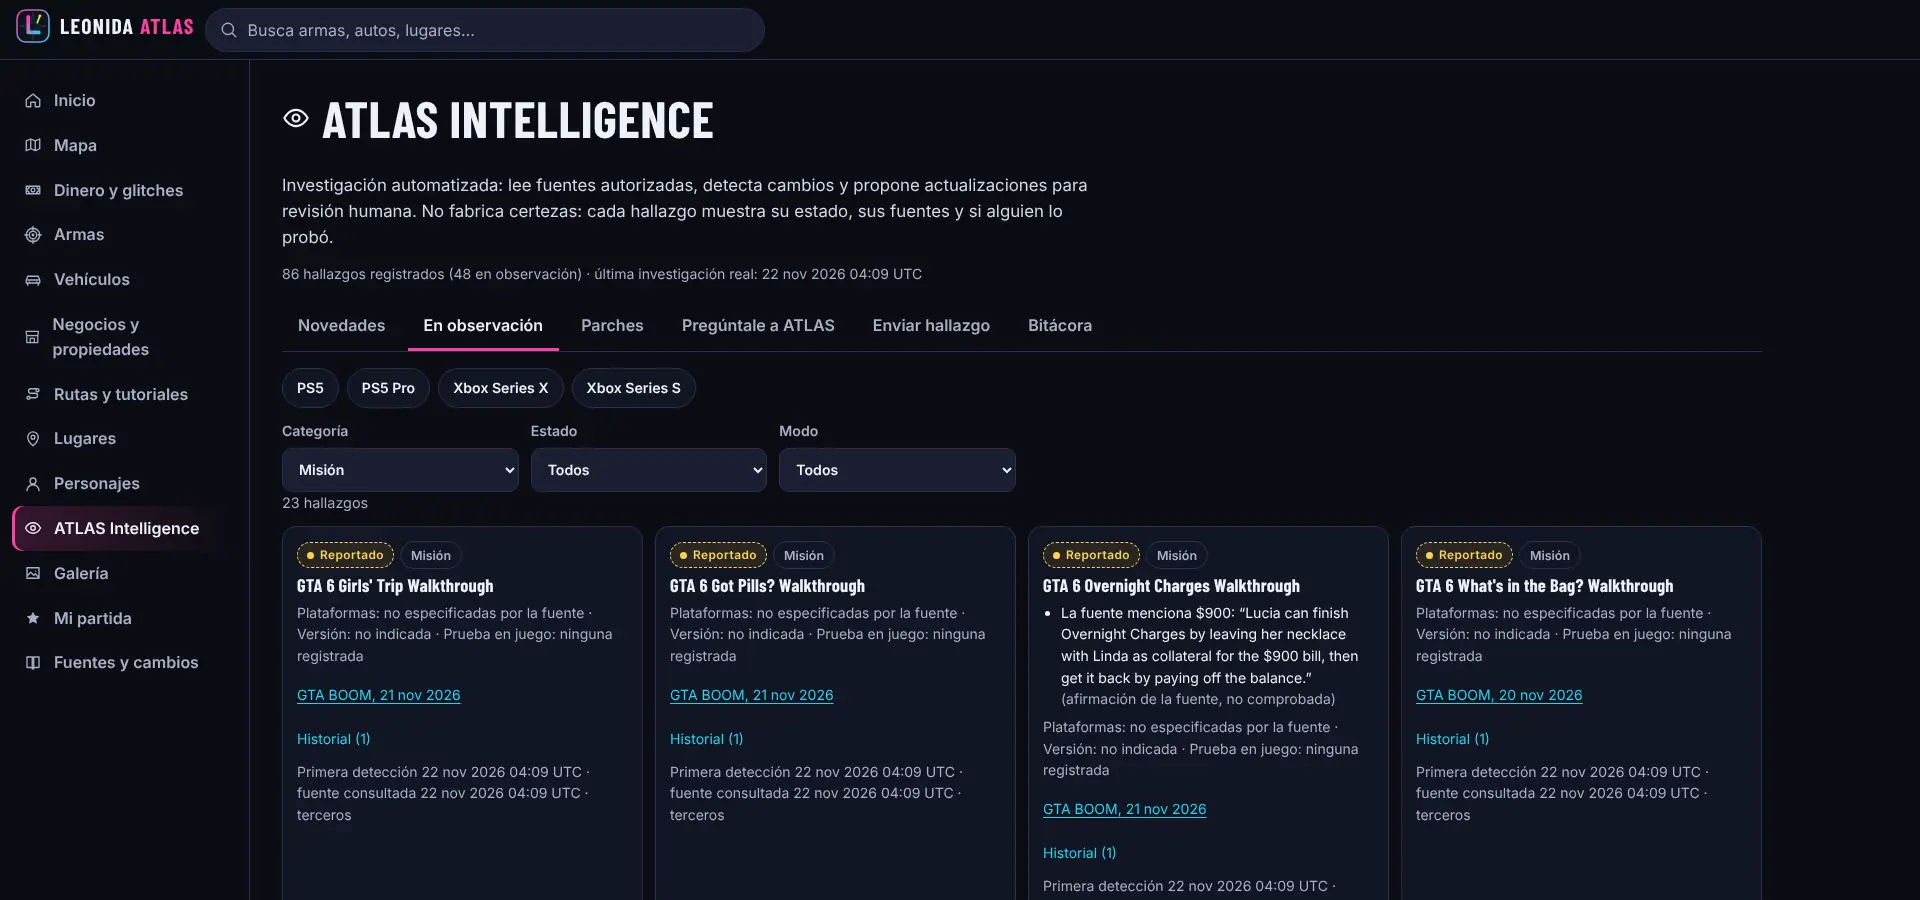 LEONIDA ATLAS
Busca armas, autos, lugares...
Inicio
Mapa
Dinero y glitches
Armas
Vehículos
Negocios y
propiedades
Rutas y tutoriales
Lugares
Personajes
ATLAS Intelligence
Galería
Mi partida
Fuentes y cambios
ATLAS INTELLIGENCE
Investigación automatizada: lee fuentes autorizadas, detecta cambios y propone actualizaciones para
revisión humana. No fabrica certezas: cada hallazgo muestra su estado, sus fuentes y si alguien lo
probó.
86 hallazgos registrados (48 en observación) · última investigación real: 22 nov 2026 04:09 UTC
Novedades En observación Parches Pregúntale a ATLAS Enviar hallazgo Bitácora
PS5 PS5 Pro Xbox Series X Xbox Series S
Categoría Estado Modo
Misión Todos Todos
23 hallazgos
Reportado Misión
GTA 6 Girls' Trip Walkthrough
Plataformas: no especificadas por la fuente ·
Versión: no indicada · Prueba en juego: ninguna
registrada
GTA BOOM, 21 nov 2026
Historial (1)
Primera detección 22 nov 2026 04:09 UTC ·
fuente consultada 22 nov 2026 04:09 UTC ·
terceros
Reportado Misión
GTA 6 Got Pills? Walkthrough
Plataformas: no especificadas por la fuente ·
Versión: no indicada · Prueba en juego: ninguna
registrada
GTA BOOM, 21 nov 2026
Historial (1)
Primera detección 22 nov 2026 04:09 UTC ·
fuente consultada 22 nov 2026 04:09 UTC ·
terceros
Reportado Misión
GTA 6 Overnight Charges Walkthrough
• La fuente menciona $900: “Lucia can finish
Overnight Charges by leaving her necklace
with Linda as collateral for the $900 bill, then
get it back by paying off the balance.”
(afirmación de la fuente, no comprobada)
Plataformas: no especificadas por la fuente ·
Versión: no indicada · Prueba en juego: ninguna
registrada
GTA BOOM, 21 nov 2026
Historial (1)
Primera detección 22 nov 2026 04:09 UTC ·
Reportado Misión
GTA 6 What's in the Bag? Walkthrough
Plataformas: no especificadas por la fuente ·
Versión: no indicada · Prueba en juego: ninguna
registrada
GTA BOOM, 20 nov 2026
Historial (1)
Primera detección 22 nov 2026 04:09 UTC ·
fuente consultada 22 nov 2026 04:09 UTC ·
terceros